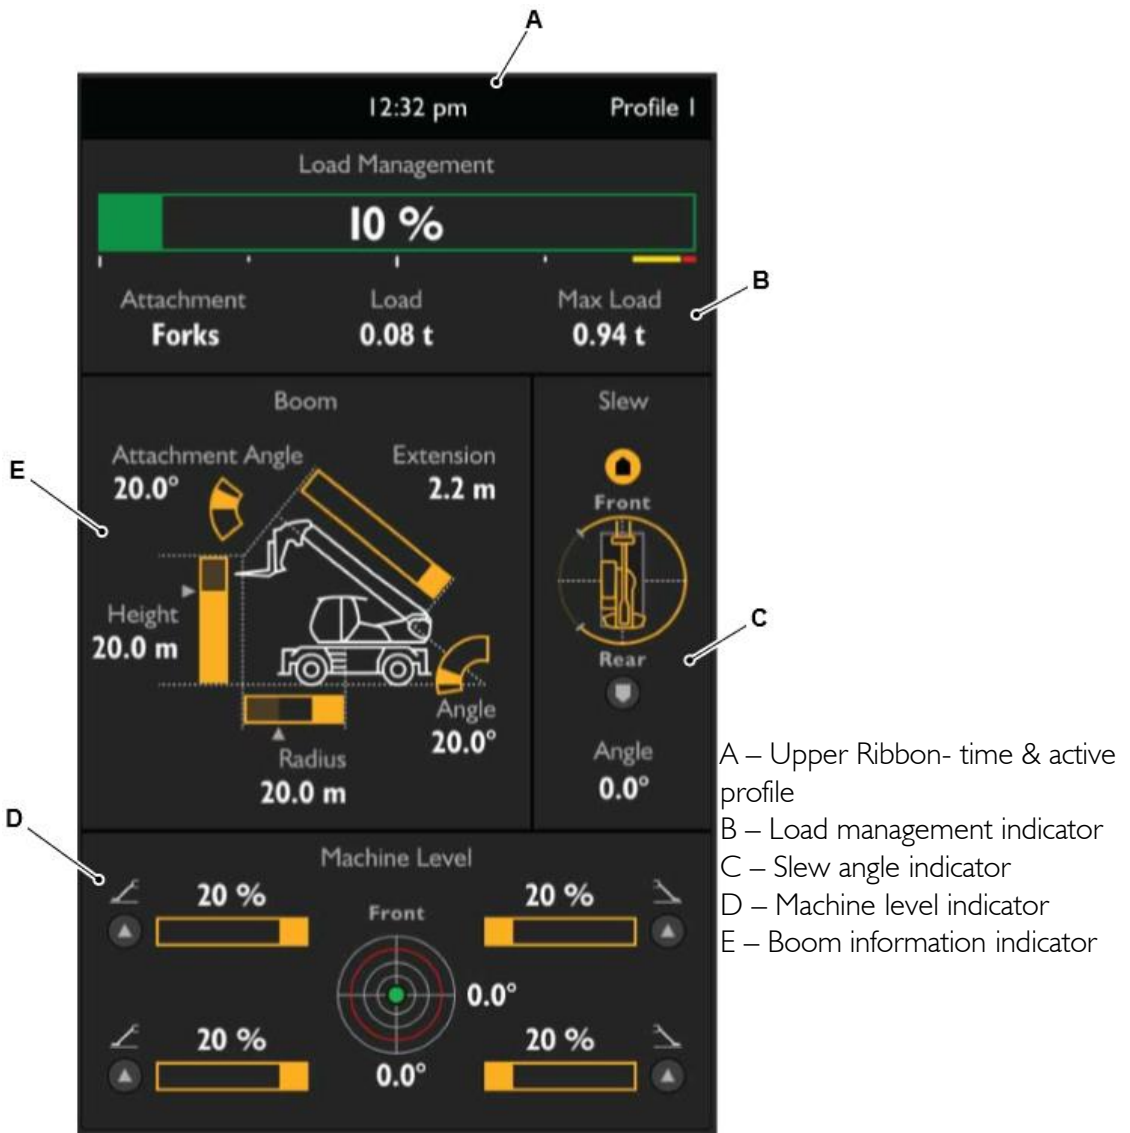 A
12:32 pm Profile 1
Load Management
10 %
B
Attachment Load Max Load
Forks 0.08 t 0.94 t
Boom
Slew
E
Attachment Angle Extension
20.0° 2.2 m
Front
Height
20.0 m
C
Rear
Angle
20.0°
Radius
20.0 m
Angle
0.0°
A – Upper Ribbon- time & active
profile
B – Load management indicator
C – Slew angle indicator
D – Machine level indicator
E – Boom information indicator
D
Machine Level
20 % 20 %
Front
0.0°
20 % 20 %
0.0°